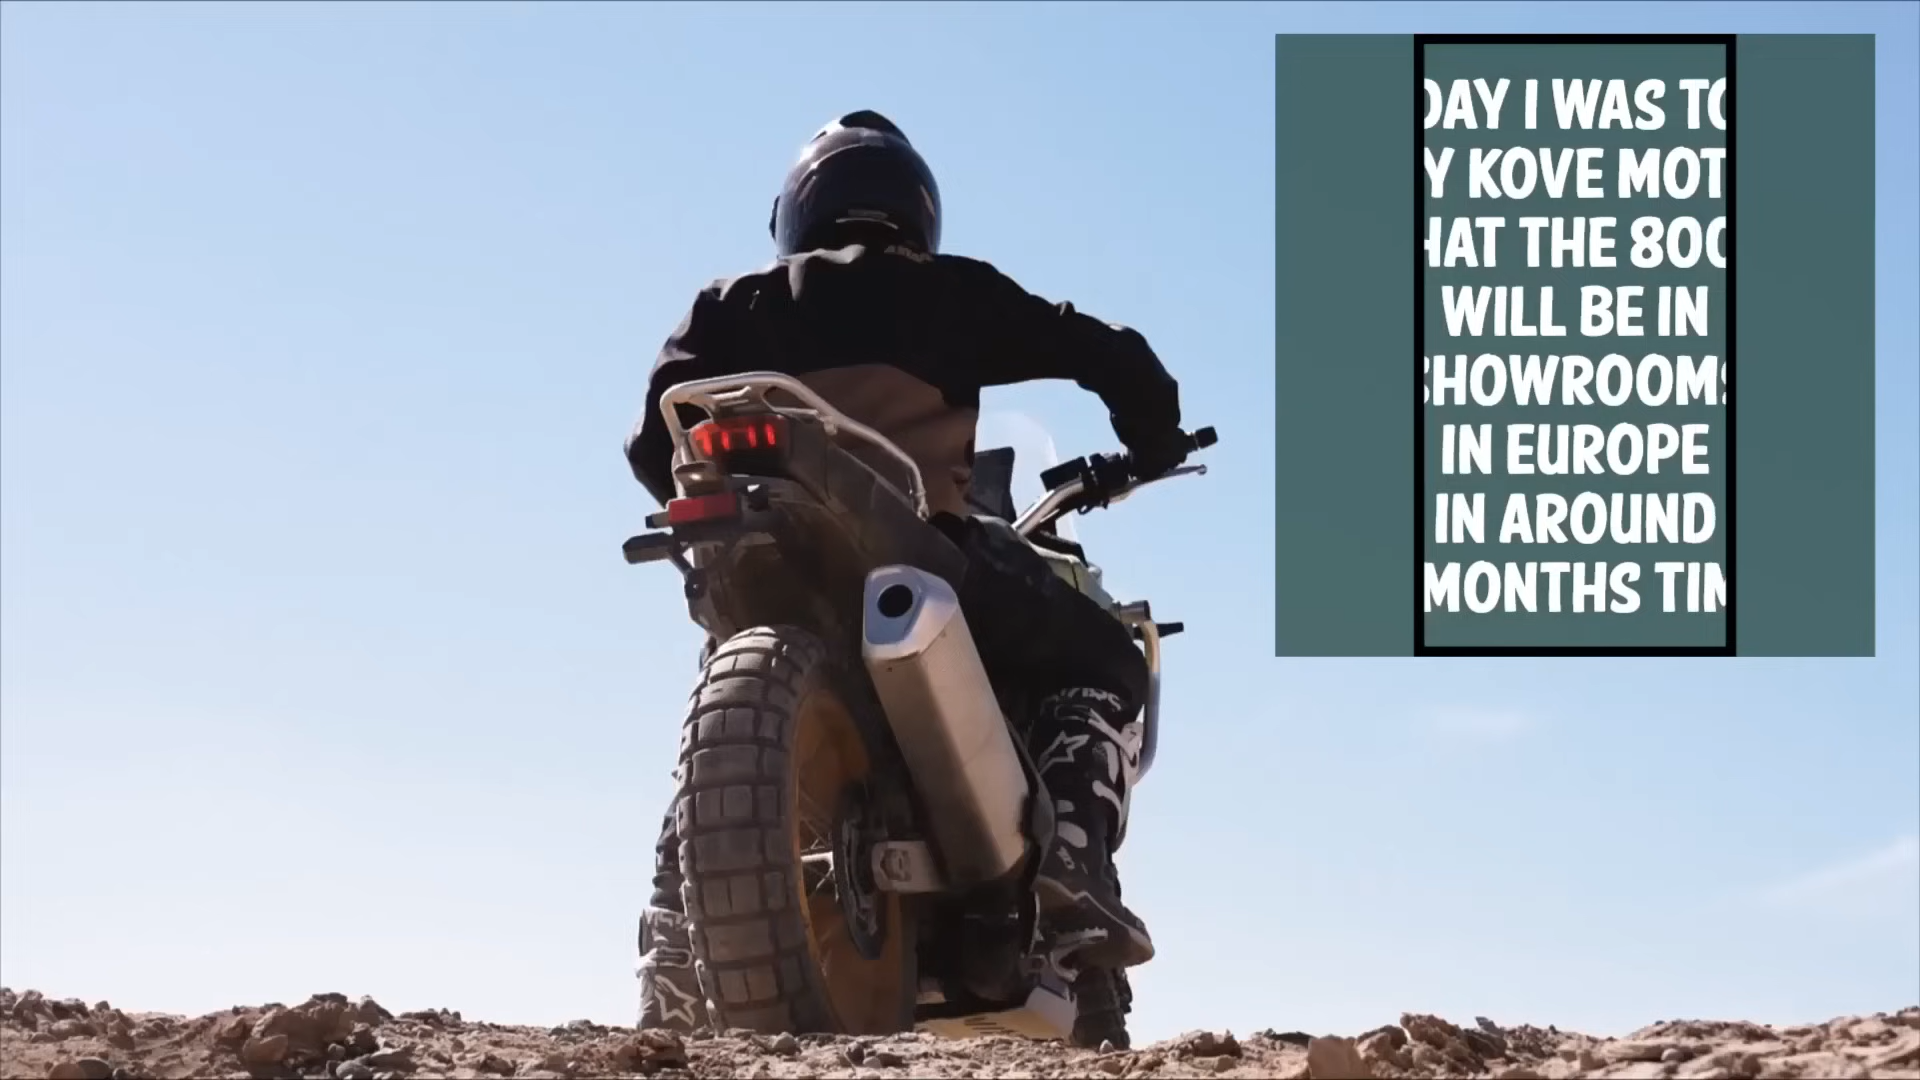 DAY I WAS TO
Y KOVE MOT
HAT THE 800
WILL BE IN
SHOWROOMS
IN EUROPE
IN AROUND
MONTHS TIM